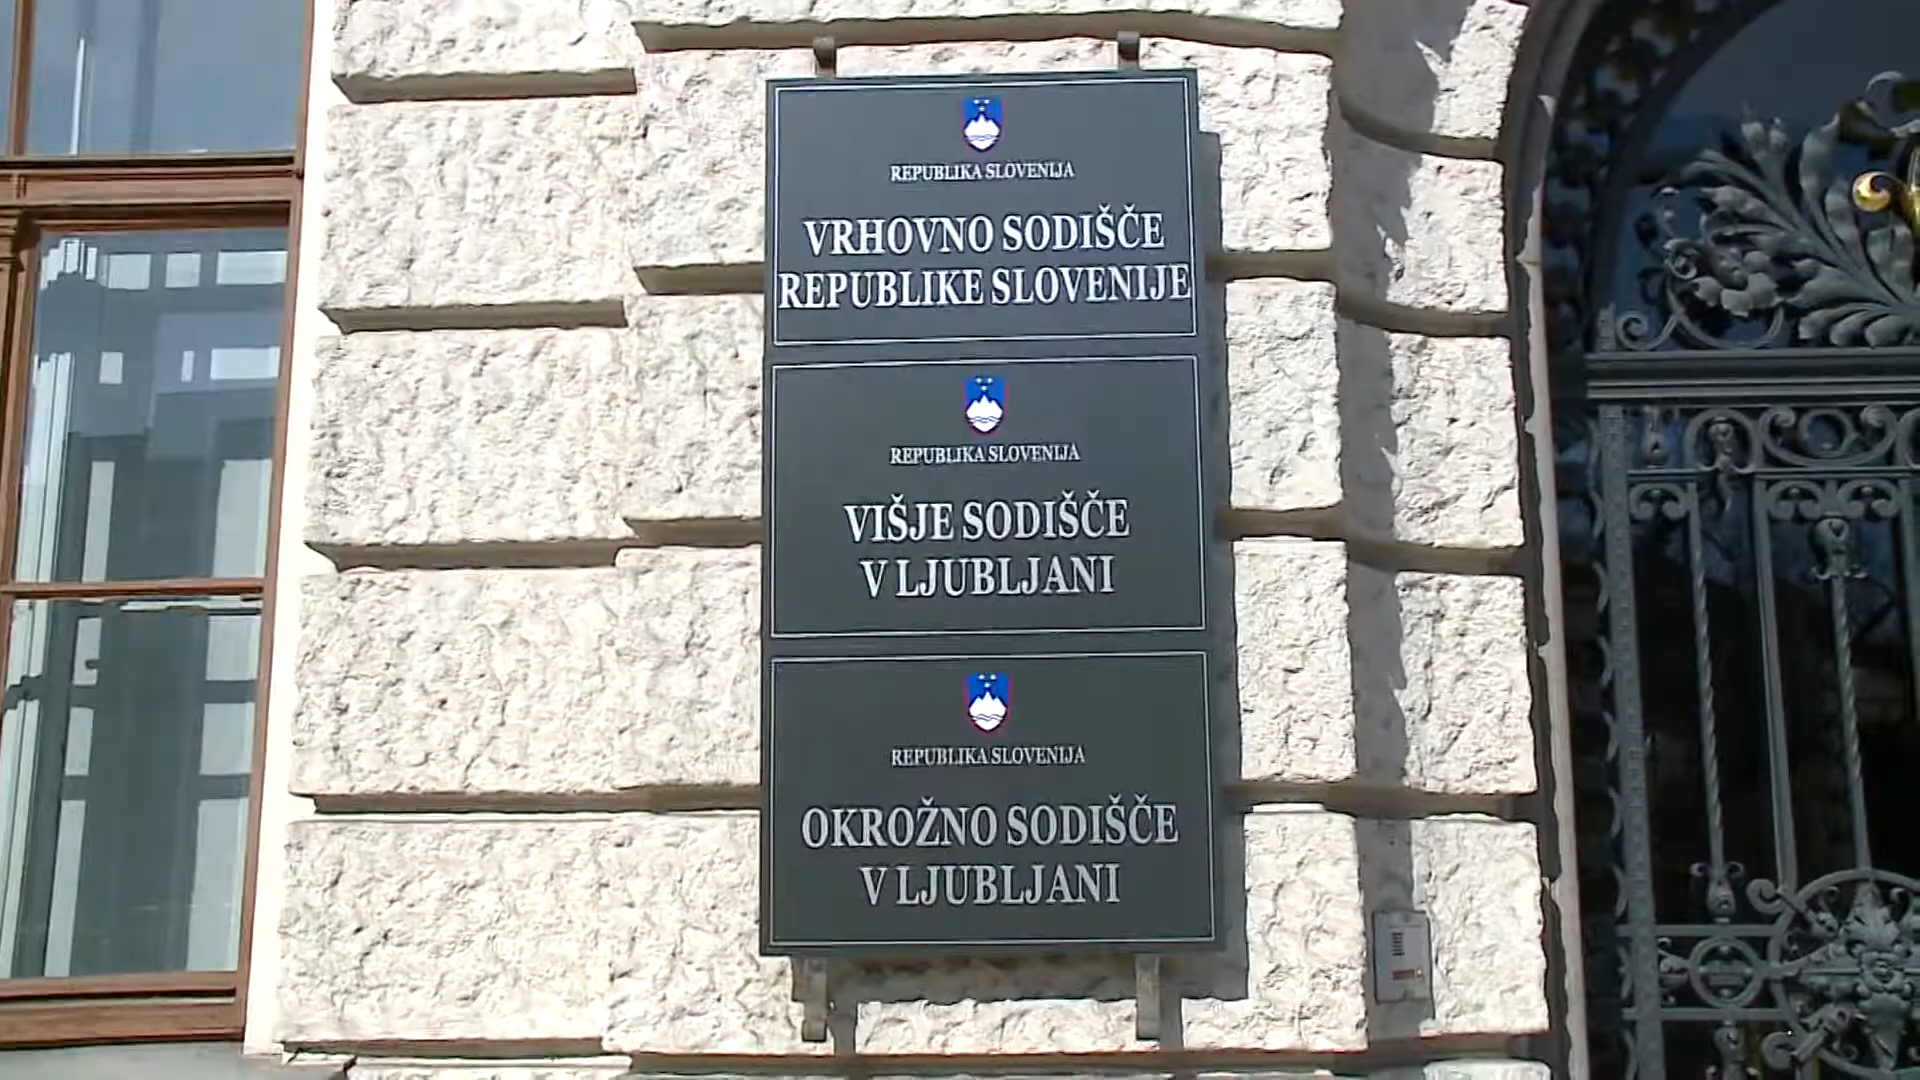 REPUBLIKA SLOVENIJA
VRHOVNO SODIŠČE
REPUBLIKE SLOVENIJE
REPUBLIKA SLOVENIJA
VIŠJE SODIŠČE
V LJUBLJANI
REPUBLIKA SLOVENIJA
OKROŽNO SODIŠČE
V LJUBLJANI